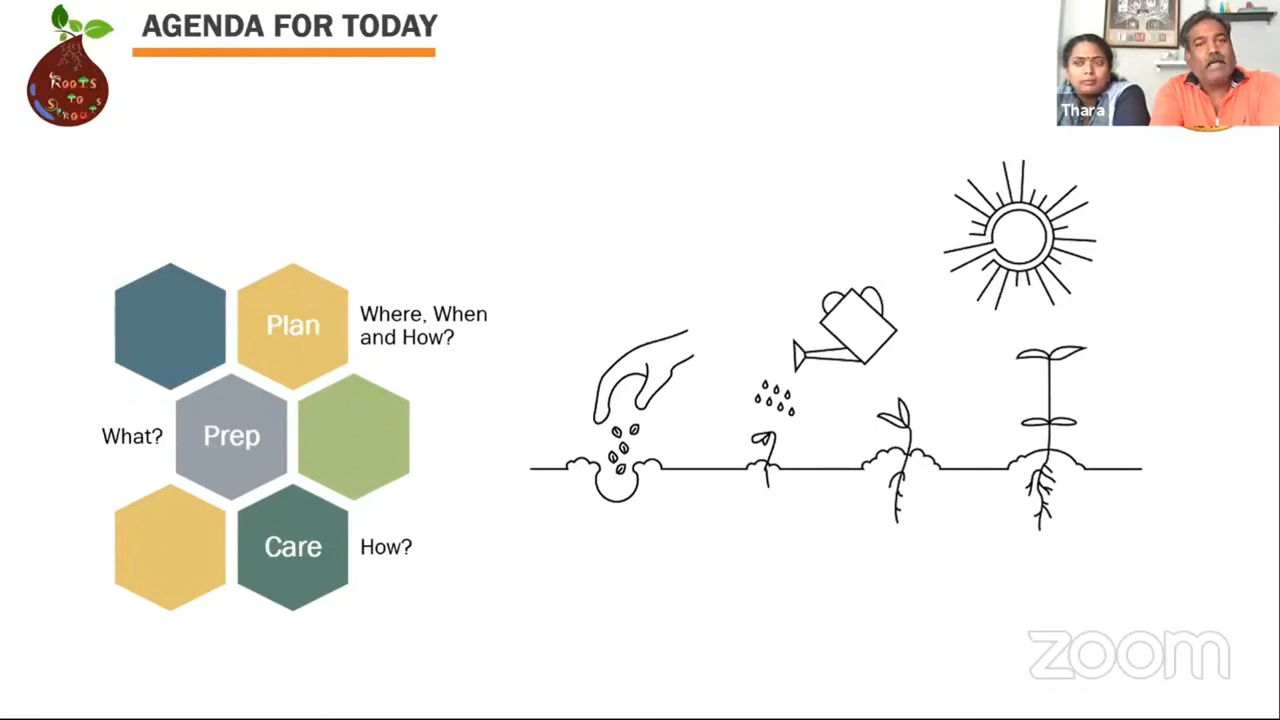 AGENDA FOR TODAY
Roots
To
Sprouts
Thara
Plan
Where, When
and How?
What?
Prep
Care
How?
zoom